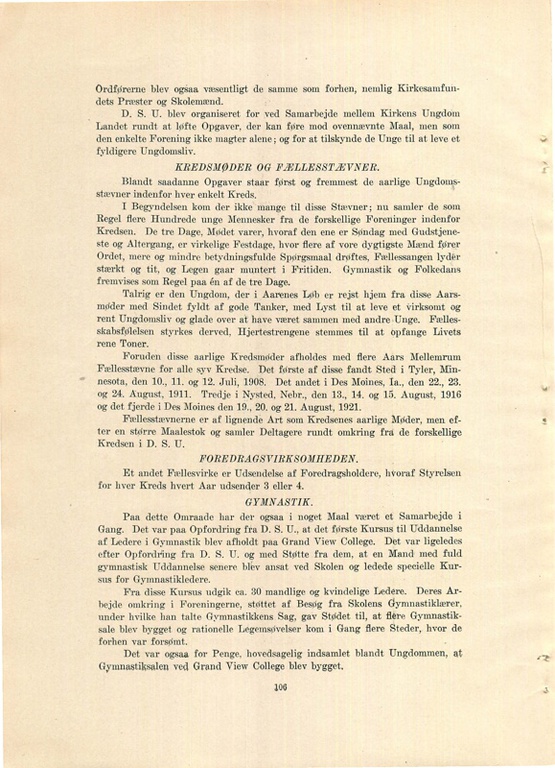 Ordførerne blev ogsaa væsentligt de samme som forhen, nemlig Kirkesamfun-
dets Præster og Skolemænd.
D. S. U. blev organiseret for ved Samarbejde mellem Kirkens Ungdom
Landet rundt at løfte Opgaver, der kan føre mod ovennævnte Maal, men som
den enkelte Forening ikke magter alene; og for at tilskynde de Unge til at leve et
fyldigere Ungdomsliv.
KREDSMØDER OG FÆLLESSTÆVNER.
Blandt saadanne Opgaver staar først og fremmest de aarlige Ungdoms-
stævner indenfor hver enkelt Kreds.
I Begyndelsen kom der ikke mange til disse Stævner; nu samler de som
Regel flere Hundrede unge Mennesker fra de forskellige Foreninger indenfor
Kredsen. De tre Dage, Mødet varer, hvoraf den ene er Søndag med Gudstjene-
ste og Altergang, er virkelige Festdage, hvor flere af vore dygtigste Mænd fører
Ordet, mere og mindre betydningsfulde Spørgsmaal drøftes, Fællessangen lyder
stærkt og tit, og Legen gaar muntert i Fritiden. Gymnastik og Folkedans
fremvises som Regel paa én af de tre Dage.
Talrig er den Ungdom, der i Aarenes Løb er rejst hjem fra disse Aars-
møder med Sindet fyldt af gode Tanker, med Lyst til at leve et virksomt og
rent Ungdomsliv og glade over at have været sammen med andre Unge. Fælles-
skabsfølelsen styrkes derved, Hjertestrengene stemmes til at opfange Livets
rene Toner.
Foruden disse aarlige Kredsmøder afholdes med flere Aars Mellemrum
Fællesstævne for alle syv Kredse. Det første af disse fandt Sted i Tyler, Min-
nesota, den 10., 11. og 12. Juli, 1908. Det andet i Des Moines, Ia., den 22., 23.
og 24. August, 1911. Tredje i Nysted, Nebr., den 13., 14. og 15. August, 1916
og det fjerde i Des Moines den 19., 20. og 21. August, 1921.
Fællesstævnerne er af lignende Art som Kredsenes aarlige Møder, men ef-
ter en større Maalestok og samler Deltagere rundt omkring fra de forskellige
Kredsen i D. S. U.
FOREDRAGSVIRKSOMHEDEN.
Et andet Fællesvirke er Udsendelse af Foredragsholdere, hvoraf Styrelsen
for hver Kreds hvert Aar udsender 3 eller 4.
GYMNASTIK.
Paa dette Omraade har der ogsaa i noget Maal været et Samarbejde i
Gang. Det var paa Opfordring fra D. S. U., at det første Kursus til Uddannelse
af Ledere i Gymnastik blev afholdt paa Grand View College. Det var ligeledes
efter Opfordring fra D. S. U. og med Støtte fra dem, at en Mand med fuld
gymnastisk Uddannelse senere blev ansat ved Skolen og ledede specielle Kur-
sus for Gymnastikledere.
Fra disse Kursus udgik ca. 30 mandlige og kvindelige Ledere. Deres Ar-
bejde omkring i Foreningerne, støttet af Besøg fra Skolens Gymnastiklærer,
under hvilke han talte Gymnastikkens Sag, gav Stødet til, at flere Gymnastik-
sale blev bygget og rationelle Legemsøvelser kom i Gang flere Steder, hvor de
forhen var forsømt.
Det var ogsaa for Penge, hovedsagelig indsamlet blandt Ungdommen, at
Gymnastiksalen ved Grand View College blev bygget.
106